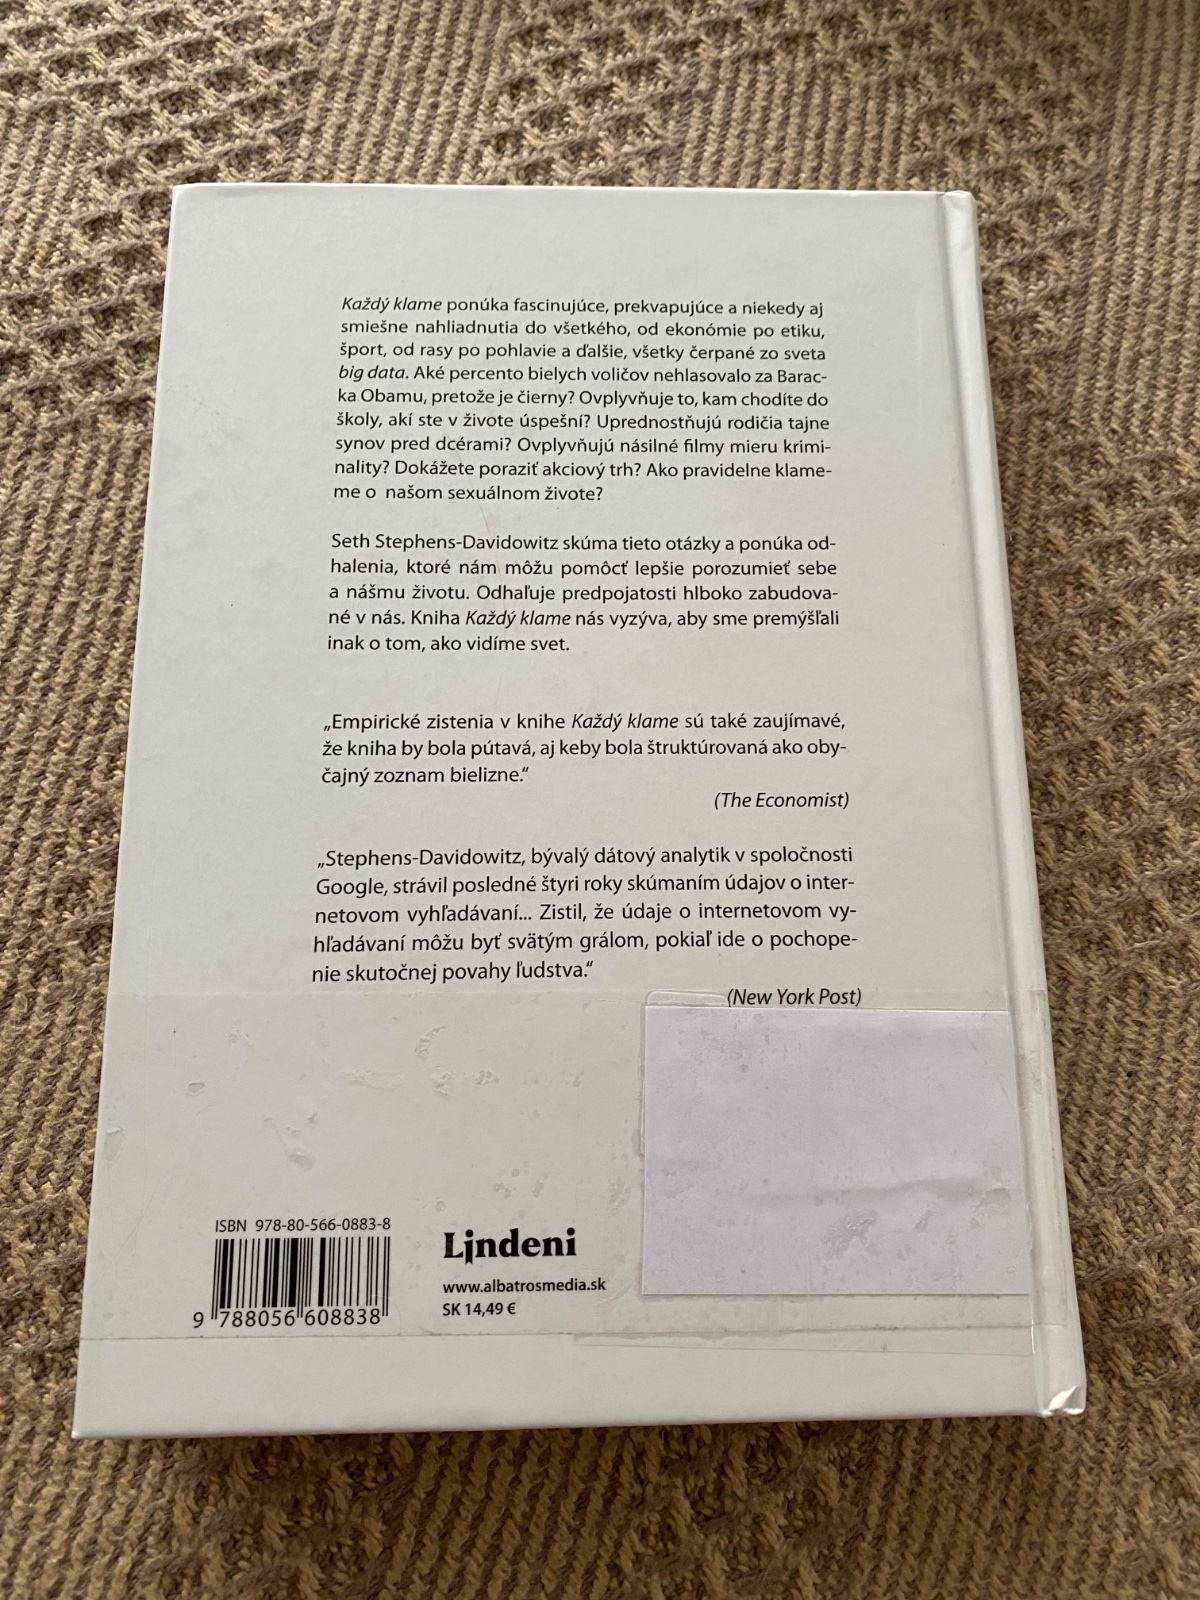 Každý klame ponúka fascinujúce, prekvapujúce a niekedy aj
smiešne nahliadnutia do všetkého, od ekonómie po etiku,
šport, od rasy po pohlavie a ďalšie, všetky čerpané zo sveta
big data. Aké percento bielych voličov nehlasovalo za Barac-
ka Obamu, pretože je čierny? Ovplyvňuje to, kam chodíte do
školy, akí ste v živote úspešní? Uprednostňujú rodičia tajne
synov pred dcérami? Ovplyvňujú násilné filmy mieru krimi-
nality? Dokážete poraziť akciový trh? Ako pravidelne klame-
me o našom sexuálnom živote?
Seth Stephens-Davidowitz skúma tieto otázky a ponúka od-
halenia, ktoré nám môžu pomôcť lepšie porozumieť sebe
a nášmu životu. Odhaľuje predpojatosti hlboko zabudova-
né v nás. Kniha Každý klame nás vyzýva, aby sme premýšľali
inak o tom, ako vidíme svet.
„Empirické zistenia v knihe Každý klame sú také zaujímavé,
že kniha by bola pútavá, aj keby bola štruktúrovaná ako oby-
čajný zoznam bielizne.“
(The Economist)
„Stephens-Davidowitz, bývalý dátový analytik v spoločnosti
Google, strávil posledné štyri roky skúmaním údajov o inter-
netovom vyhľadávaní... Zistil, že údaje o internetovom vy-
hľadávaní môžu byť svätým grálom, pokiaľ ide o pochope-
nie skutočnej povahy ľudstva.“
(New York Post)
ISBN 978-80-566-0883-8
9 788056 608838
Lindeni
www.albatrosmedia.sk
SK 14,49 €